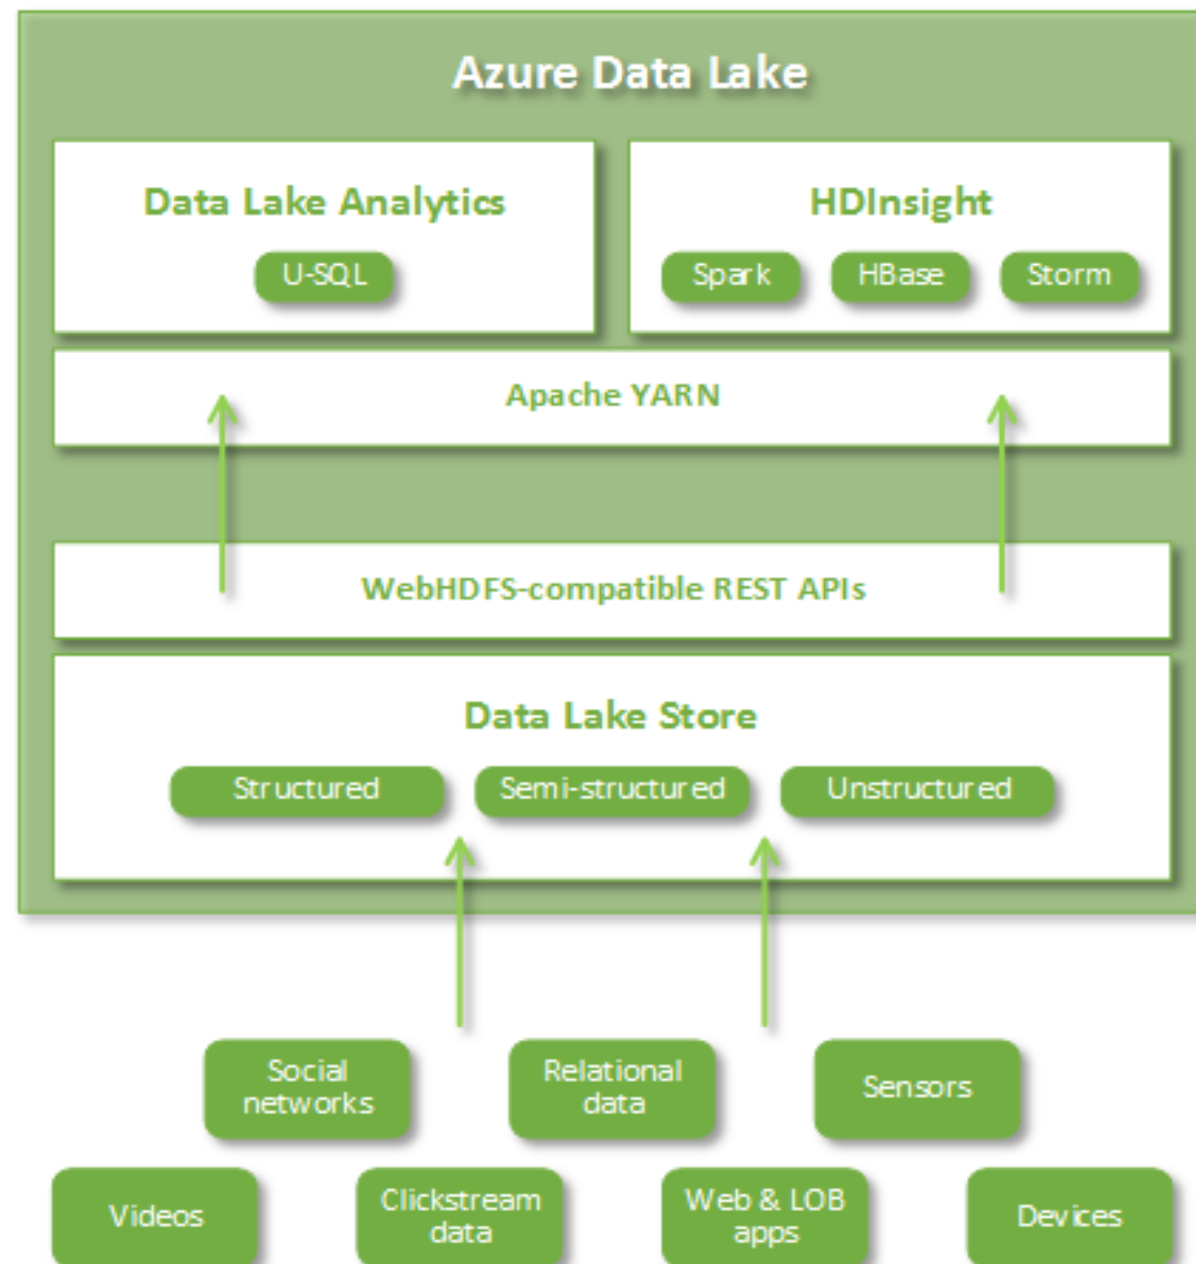 Azure Data Lake
Data Lake Analytics
U-SQL
HDInsight
Spark HBase Storm
Apache YARN
WebHDFS-compatible REST APIs
Data Lake Store
Structured Semi-structured Unstructured
Social
networks
Relational
data
Sensors
Videos
Clickstream
data
Web & LOB
apps
Devices